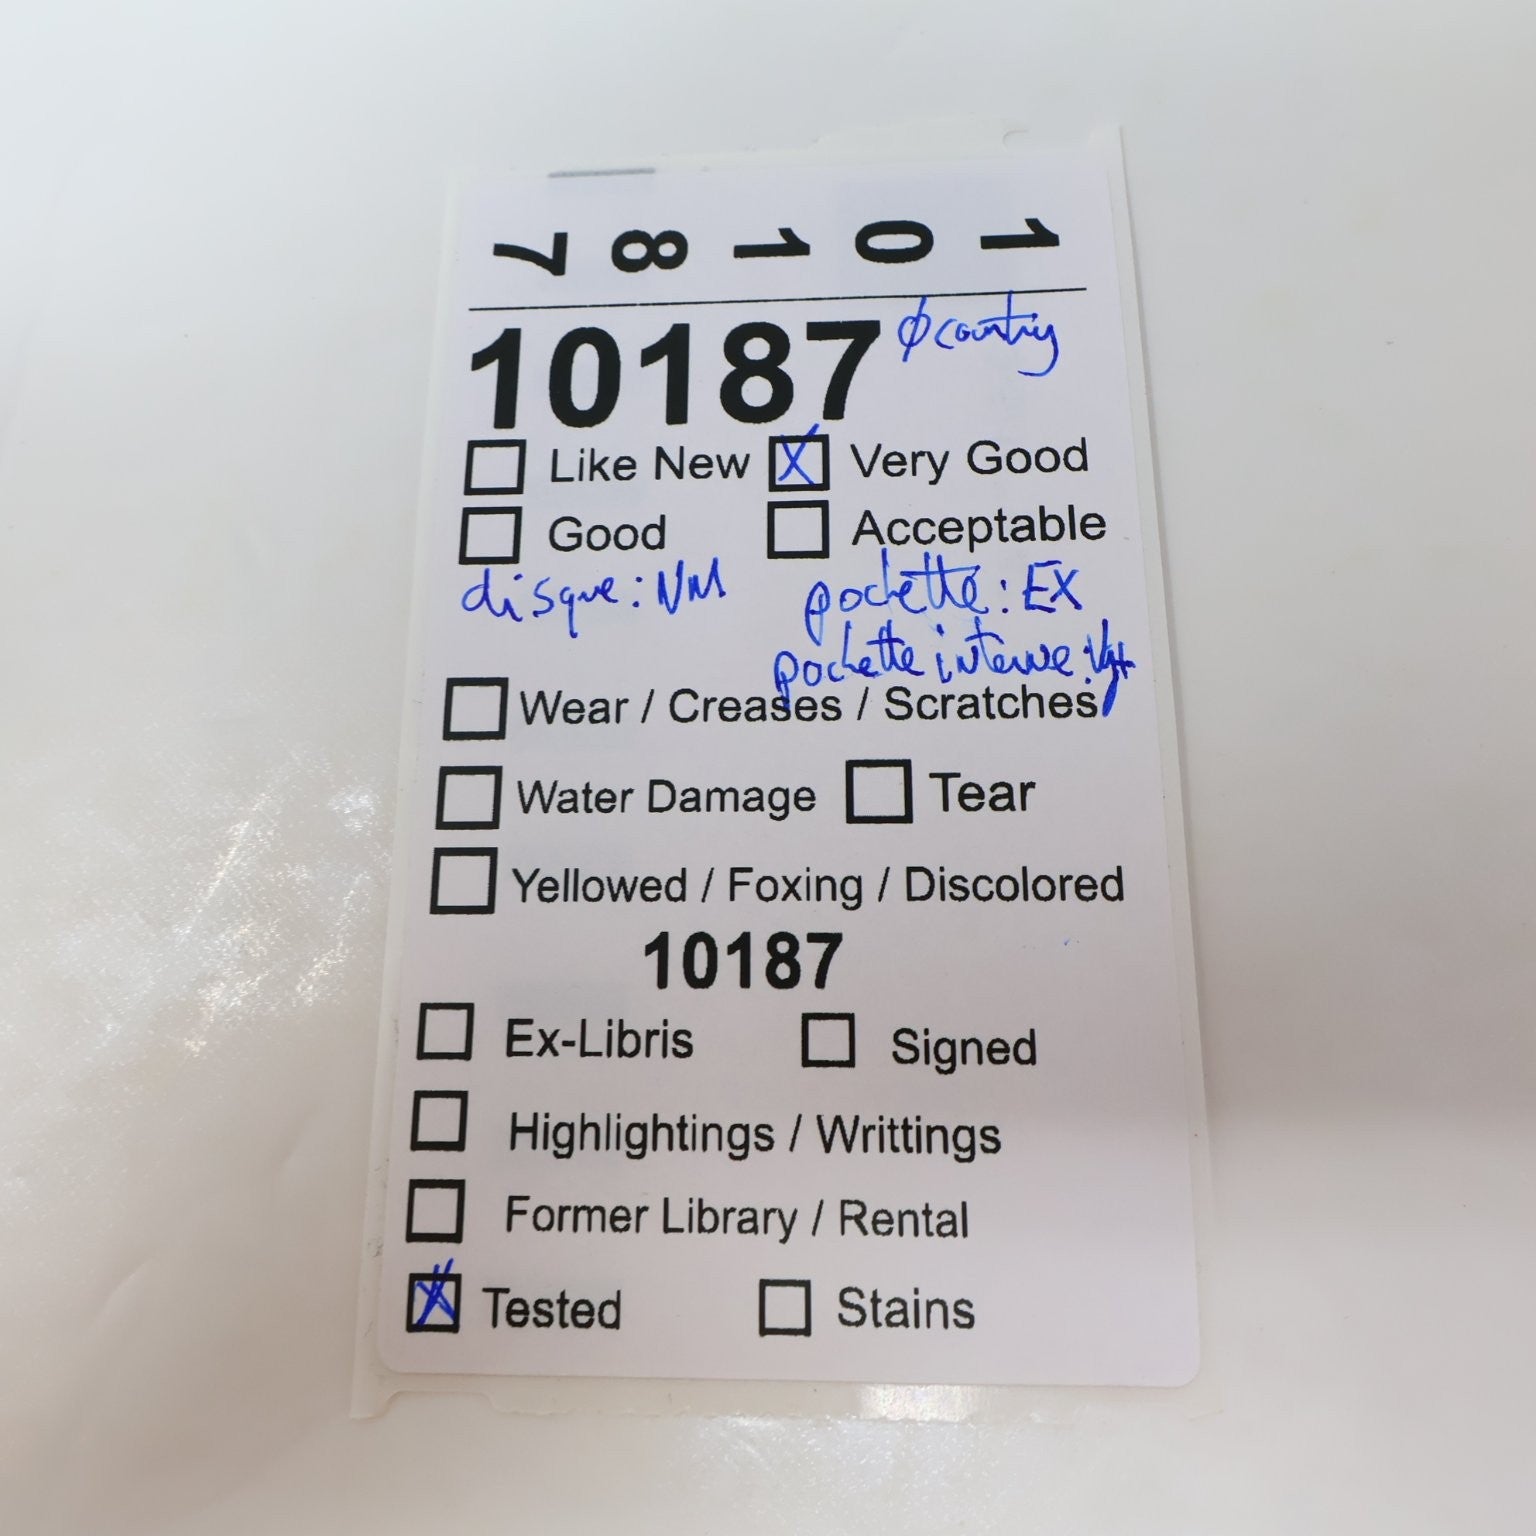 10187
10187 Ø country
Like New Very Good
Good Acceptable
disque : NM pochette : EX
pochette interne : Vg+
Wear / Creases / Scratches
Water Damage Tear
Yellowed / Foxing / Discolored
10187
Ex-Libris Signed
Highlightings / Writtings
Former Library / Rental
Tested Stains